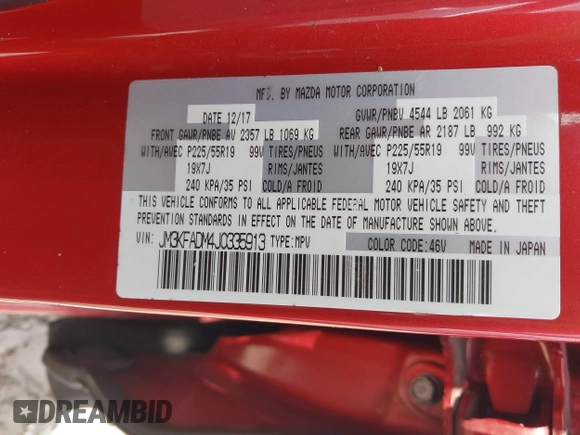 MFD. BY MAZDA MOTOR CORPORATION
DATE 12/17 GVWR/PNBV 4544 LB 2061 KG
FRONT GAWR/PNBE AV 2357 LB 1069 KG REAR GAWR/PNBE AR 2187 LB 992 KG
WITH/AVEC P225/55R19 99V TIRES/PNEUS WITH/AVEC P225/55R19 99V TIRES/PNEUS
19X7J RIMS/JANTES 19X7J RIMS/JANTES
240 KPA/35 PSI COLD/A FROID 240 KPA/35 PSI COLD/A FROID
THIS VEHICLE CONFORMS TO ALL APPLICABLE FEDERAL MOTOR VEHICLE SAFETY AND THEFT
PREVENTION STANDARDS IN EFFECT ON THE DATE OF MANUFACTURE SHOWN ABOVE.
VIN: JM3KFADM4J0335913 TYPE:MPV COLOR CODE:46V MADE IN JAPAN
DREAMBID